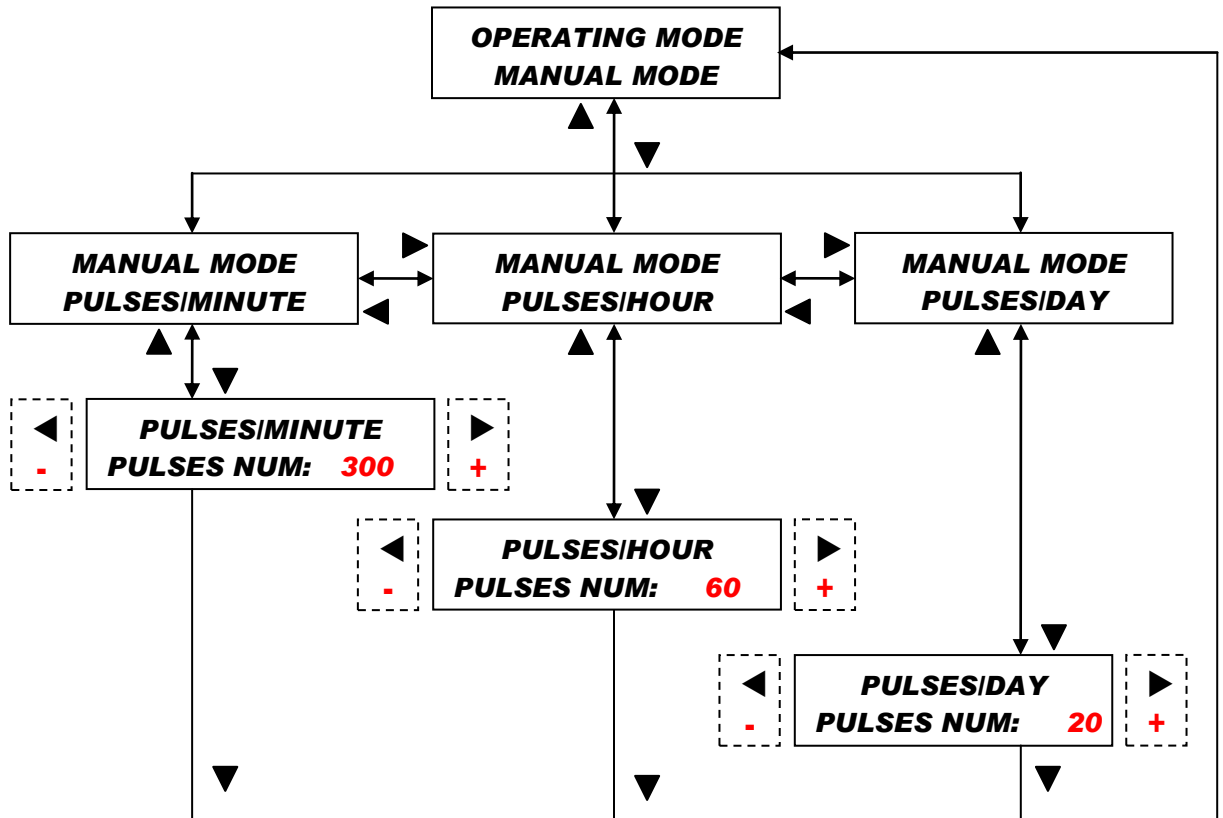 OPERATING MODE
MANUAL MODE
MANUAL MODE
PULSES/MINUTE
MANUAL MODE
PULSES/HOUR
MANUAL MODE
PULSES/DAY
PULSES/MINUTE
PULSES NUM: 300
-
+
PULSES/HOUR
PULSES NUM: 60
-
+
PULSES/DAY
PULSES NUM: 20
-
+